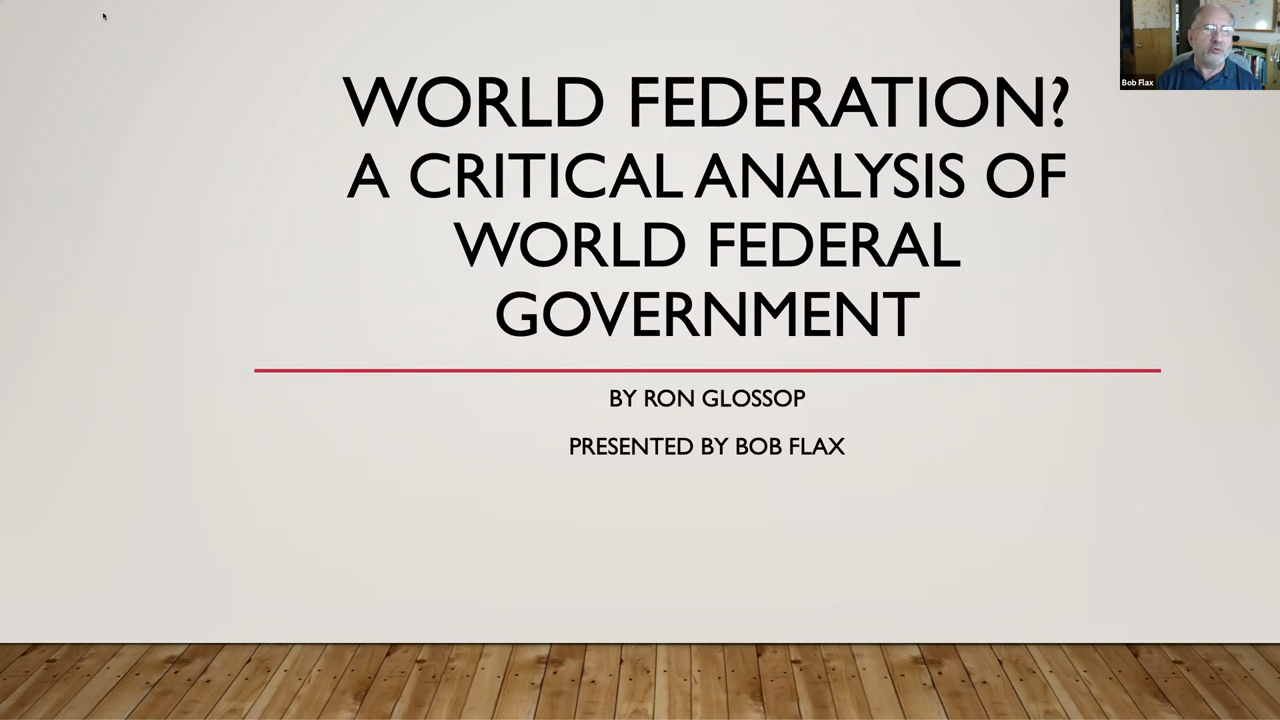 WORLD FEDERATION?
A CRITICAL ANALYSIS OF
WORLD FEDERAL
GOVERNMENT
BY RON GLOSSOP
PRESENTED BY BOB FLAX
Bob Flax